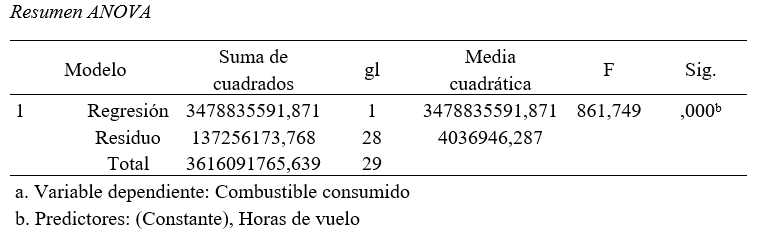 Resumen ANOVA
Modelo Suma de cuadrados gl Media cuadrática F Sig.
1 Regresión 3478835591,871 1 3478835591,871 861,749 ,000b
Residuo 137256173,768 28 4036946,287
Total 3616091765,639 29
a. Variable dependiente: Combustible consumido
b. Predictores: (Constante), Horas de vuelo